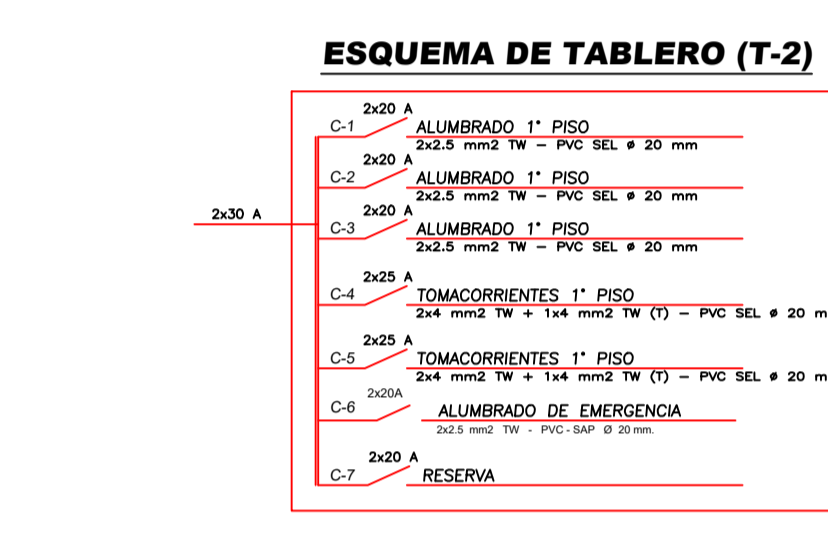 ESQUEMA DE TABLERO (T-2)
2x20 A
C-1 ALUMBRADO 1° PISO
2x2.5 mm2 TW – PVC SEL ø 20 mm
2x20 A
C-2 ALUMBRADO 1° PISO
2x2.5 mm2 TW – PVC SEL ø 20 mm
2x20 A
2x30 A
C-3 ALUMBRADO 1° PISO
2x2.5 mm2 TW – PVC SEL ø 20 mm
2x25 A
C-4 TOMACORRIENTES 1° PISO
2x4 mm2 TW + 1x4 mm2 TW (T) – PVC SEL ø 20 m
2x25 A
C-5 TOMACORRIENTES 1° PISO
2x4 mm2 TW + 1x4 mm2 TW (T) – PVC SEL ø 20 m
2x20A
C-6 ALUMBRADO DE EMERGENCIA
2x2.5 mm2 TW - PVC-SAP Ø 20 mm.
2x20 A
C-7 RESERVA